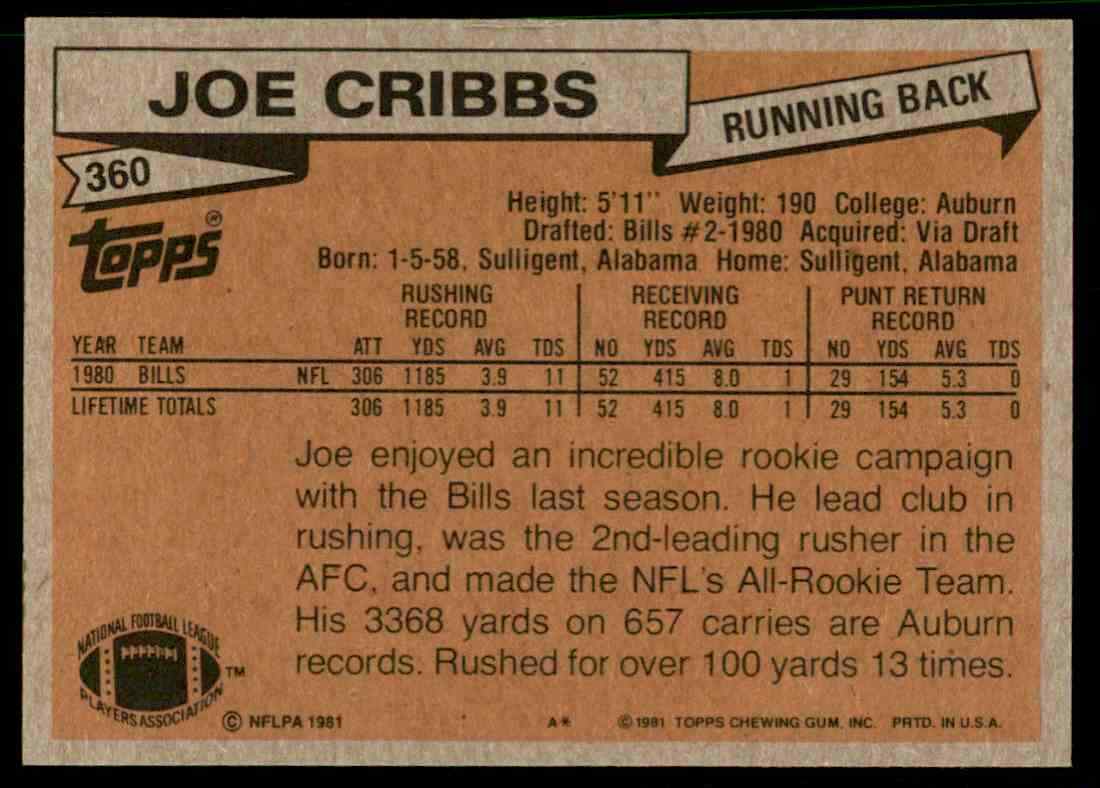 JOE CRIBBS
RUNNING BACK
360
Topps®
Height: 5'11" Weight: 190 College: Auburn
Drafted: Bills #2-1980 Acquired: Via Draft
Born: 1-5-58, Sulligent, Alabama Home: Sulligent, Alabama
RUSHING RECEIVING PUNT RETURN
RECORD RECORD RECORD
YEAR TEAM ATT YDS AVG TDS NO YDS AVG TDS NO YDS AVG TDS
1980 BILLS NFL 306 1185 3.9 11 52 415 8.0 1 29 154 5.3 0
LIFETIME TOTALS 306 1185 3.9 11 52 415 8.0 1 29 154 5.3 0
Joe enjoyed an incredible rookie campaign
with the Bills last season. He lead club in
rushing, was the 2nd-leading rusher in the
AFC, and made the NFL's All-Rookie Team.
His 3368 yards on 657 carries are Auburn
records. Rushed for over 100 yards 13 times.
NATIONAL FOOTBALL LEAGUE
PLAYERS ASSOCIATION
™
© NFLPA 1981 A* ©1981 TOPPS CHEWING GUM, INC. PRTD. IN U.S.A.